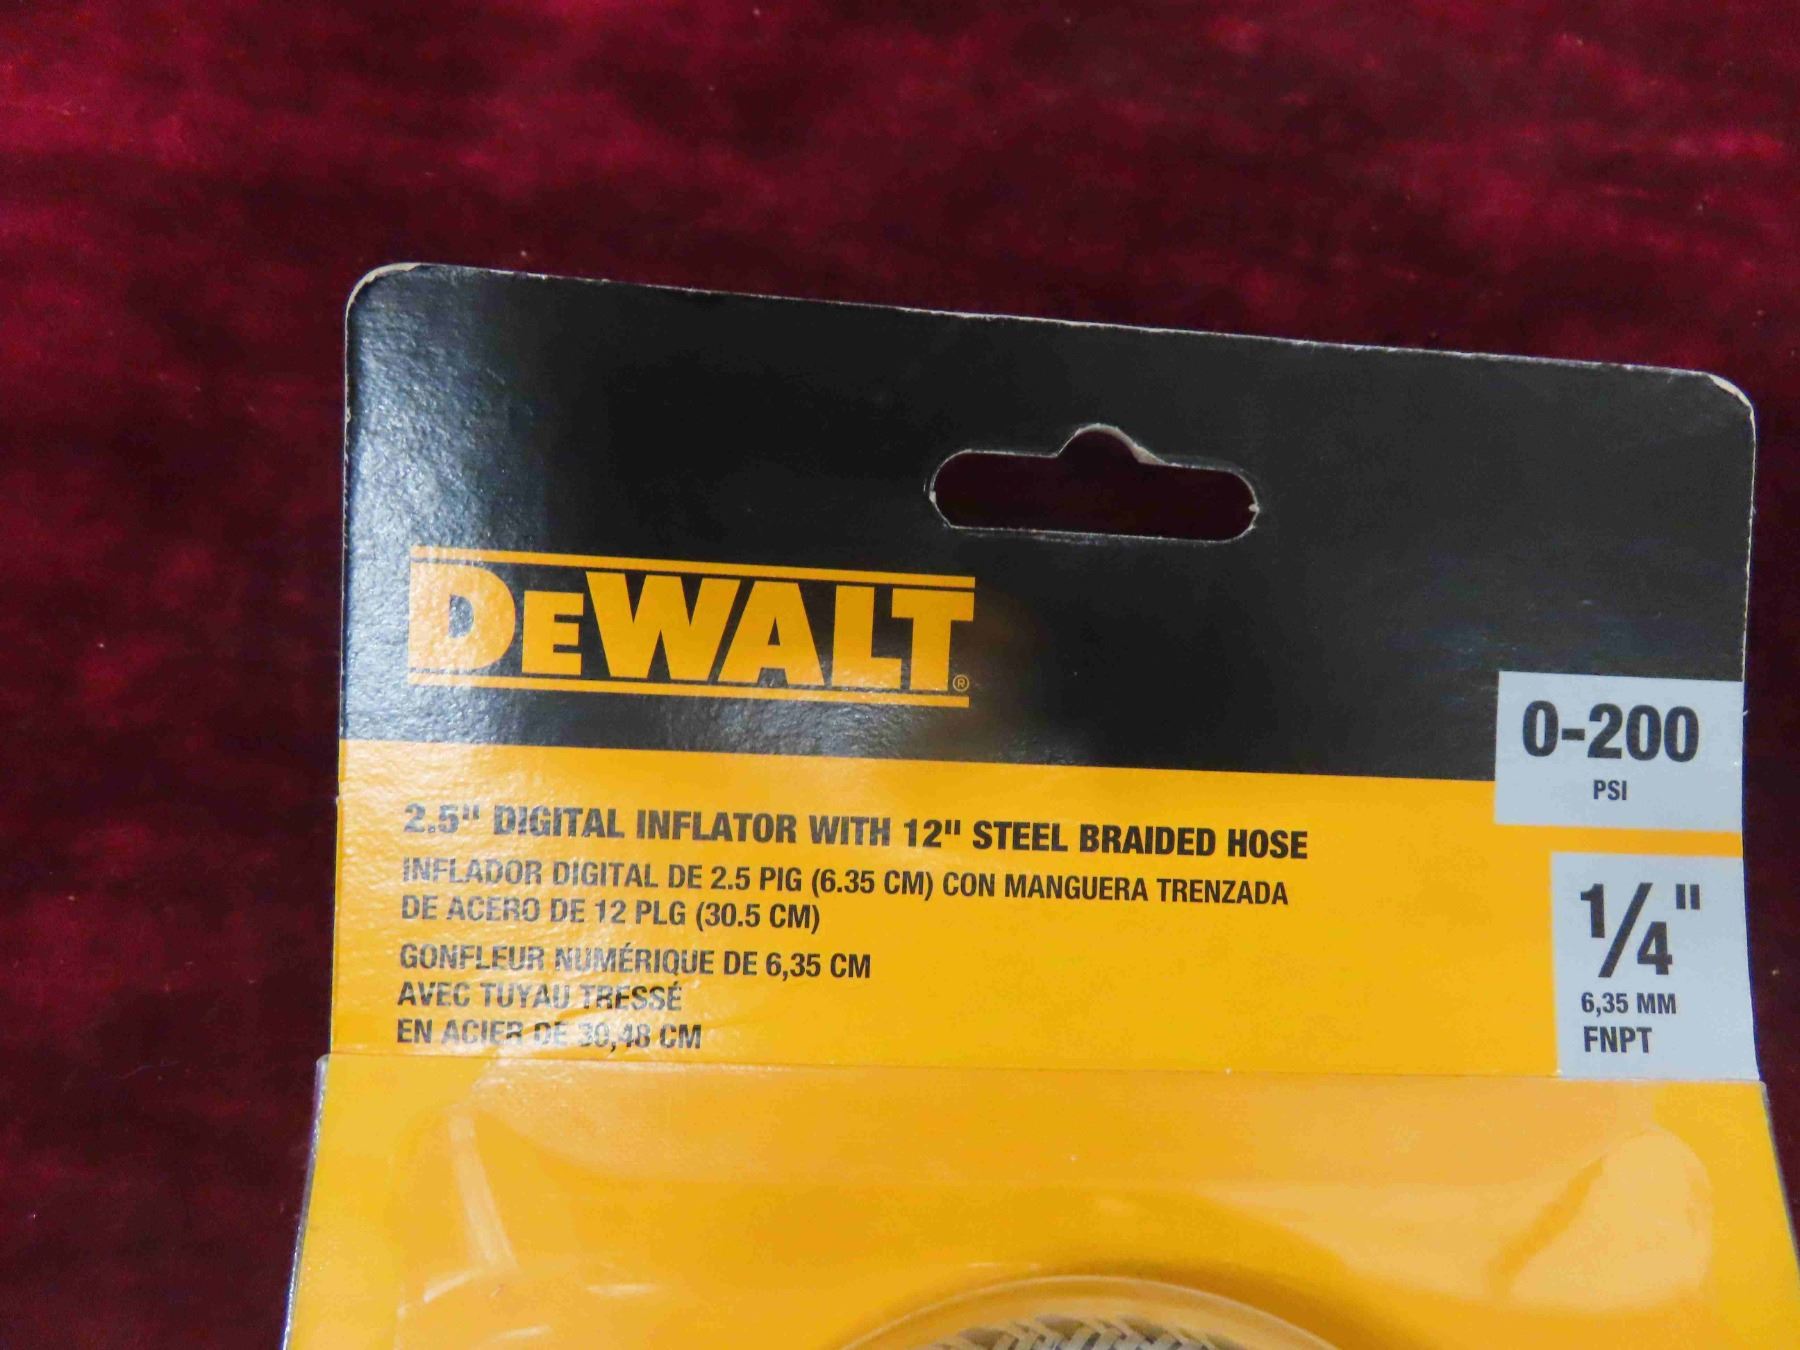 DEWALT®
0-200
PSI
2.5" DIGITAL INFLATOR WITH 12" STEEL BRAIDED HOSE
INFLADOR DIGITAL DE 2.5 PIG (6.35 CM) CON MANGUERA TRENZADA
DE ACERO DE 12 PLG (30.5 CM)
GONFLEUR NUMÉRIQUE DE 6,35 CM
AVEC TUYAU TRESSÉ
EN ACIER DE 30,48 CM
1/4"
6,35 MM
FNPT